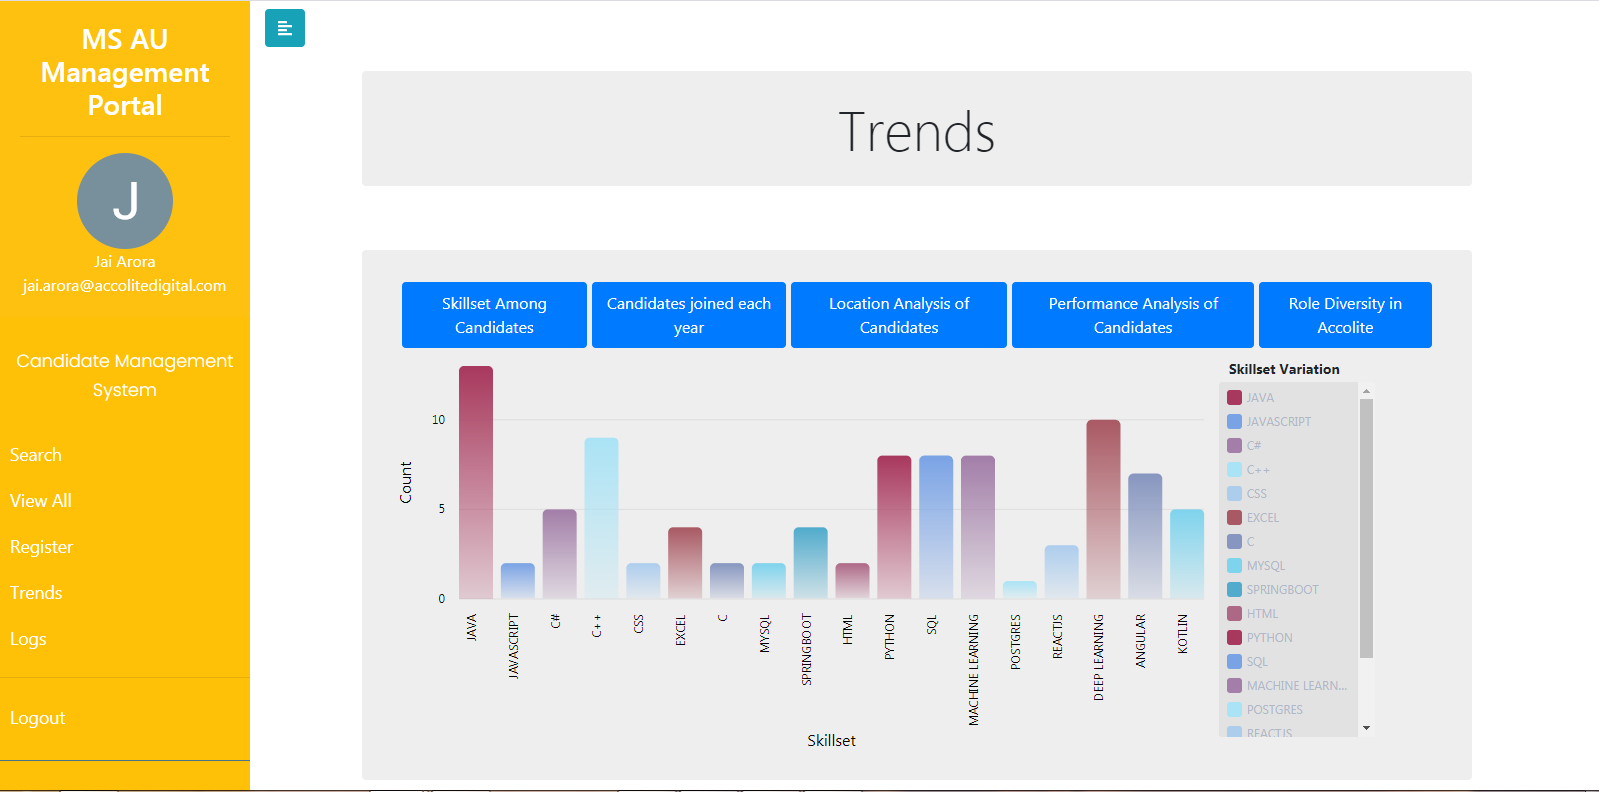 MS AU
Management
Portal
J
Jai Arora
jai.arora@accolitedigital.com
Candidate Management
System
Search
View All
Register
Trends
Logs
Logout
Trends
Skillset Among
Candidates
Candidates joined each
year
Location Analysis of
Candidates
Performance Analysis of
Candidates
Role Diversity in
Accolite
Count
10
5
0
JAVA
JAVASCRIPT
C#
C++
CSS
EXCEL
C
MYSQL
SPRINGBOOT
HTML
PYTHON
SQL
MACHINE LEARNING
POSTGRES
REACTJS
DEEP LEARNING
ANGULAR
KOTLIN
Skillset
Skillset Variation
JAVA
JAVASCRIPT
C#
C++
CSS
EXCEL
C
MYSQL
SPRINGBOOT
HTML
PYTHON
SQL
MACHINE LEARN...
POSTGRES
REACTJS